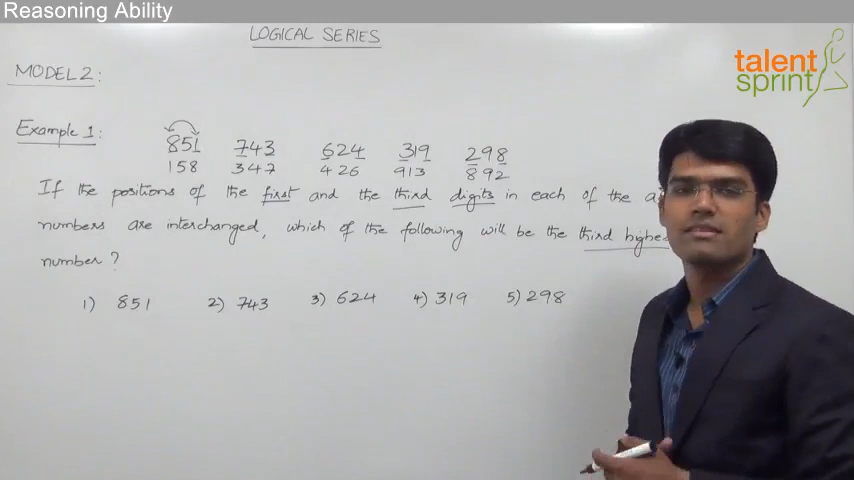 Reasoning Ability
LOGICAL SERIES
talent
sprint
MODEL 2:
Example 1:
851 743 624 319 298
158 347 426 913 892
If the positions of the first and the third digits in each of the
numbers are interchanged, which of the following will be the third
number?
1) 851 2) 743 3) 624 4) 319 5) 298